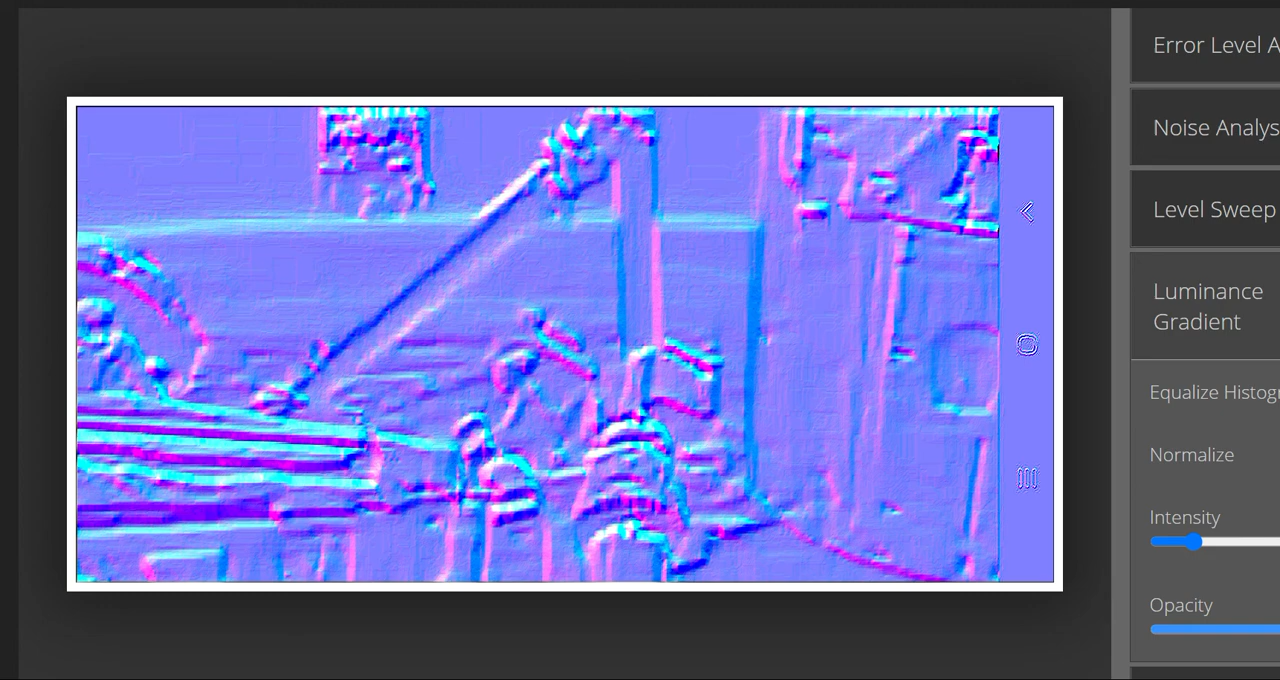 Error Level A
Noise Analys
Level Sweep
Luminance
Gradient
Equalize Histogr
Normalize
Intensity
Opacity